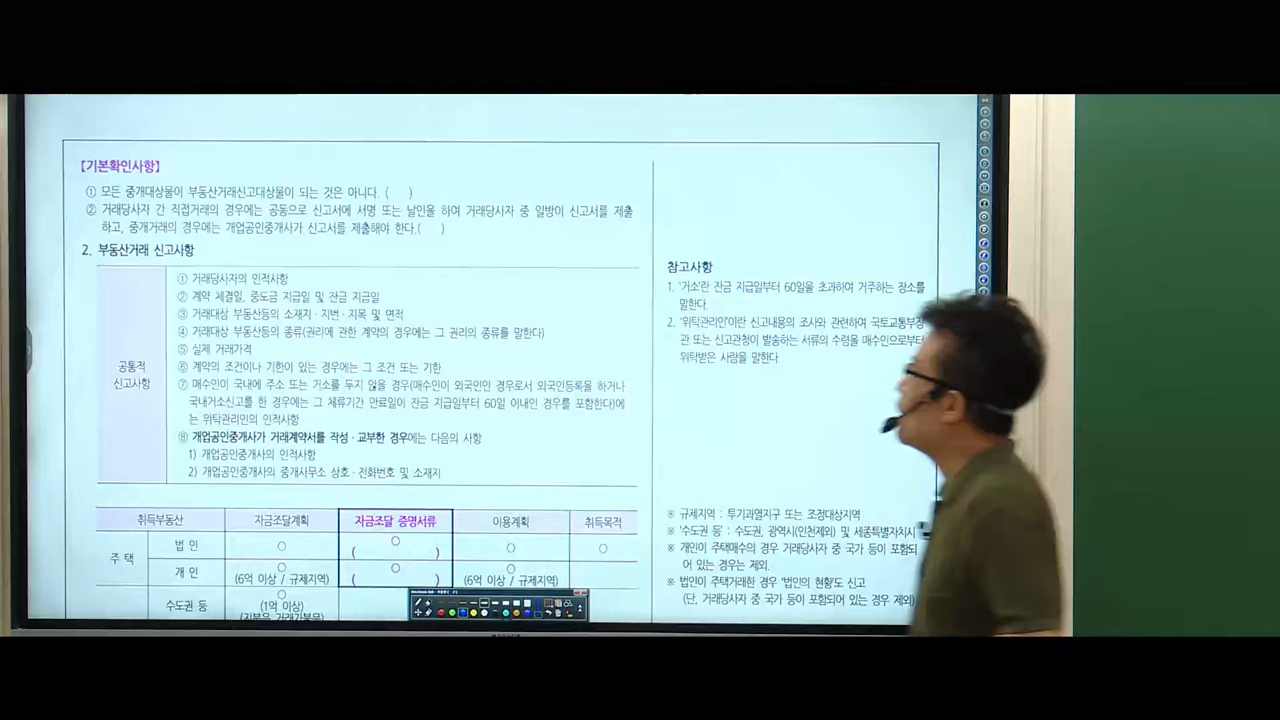 【기본확인사항】
① 모든 중개대상물이 부동산거래신고대상물이 되는 것은 아니다. (     )
② 거래당사자 간 직접거래의 경우에는 공동으로 신고서에 서명 또는 날인을 하여 거래당사자 중 일방이 신고서를 제출
하고, 중개거래의 경우에는 개업공인중개사가 신고서를 제출해야 한다.(     )
2. 부동산거래 신고사항
공통적
신고사항
① 거래당사자의 인적사항
② 계약 체결일, 중도금 지급일 및 잔금 지급일
③ 거래대상 부동산등의 소재지·지번·지목 및 면적
④ 거래대상 부동산등의 종류(권리에 관한 계약의 경우에는 그 권리의 종류를 말한다)
⑤ 실제 거래가격
⑥ 계약의 조건이나 기한이 있는 경우에는 그 조건 또는 기한
⑦ 매수인이 국내에 주소 또는 거소를 두지 않을 경우(매수인이 외국인인 경우로서 외국인등록을 하거나
국내거소신고를 한 경우에는 그 체류기간 만료일이 잔금 지급일부터 60일 이내인 경우를 포함한다)에
는 위탁관리인의 인적사항
개업공인중개사가 거래계약서를 작성·교부한 경우에는 다음의 사항
1) 개업공인중개사의 인적사항
2) 개업공인중개사의 중개사무소 상호·전화번호 및 소재지
취득부동산 자금조달계획 자금조달 증명서류 이용계획 취득목적
주 택
법 인 ○ ○ ○ ○
(          )
개 인 ○ ○ ○
(6억 이상 / 규제지역) (          ) (6억 이상 / 규제지역)
수도권 등 ○
(1억 이상)
(지분은 거래가불문)
참고사항
1. '거소'란 잔금 지급일부터 60일을 초과하여 거주하는 장소를
말한다.
2. '위탁관리인'이란 신고내용의 조사와 관련하여 국토교통부장
관 또는 신고관청이 발송하는 서류의 수령을 매수인으로부터
위탁받은 사람을 말한다.
※ 규제지역 : 투기과열지구 또는 조정대상지역
※ '수도권 등' : 수도권, 광역시(인천제외) 및 세종특별자치시
※ 개인이 주택매수의 경우 거래당사자 중 국가 등이 포함되
어 있는 경우는 제외.
※ 법인이 주택거래한 경우 '법인의 현황'도 신고
(단, 거래당사자 중 국가 등이 포함되어 있는 경우 제외)